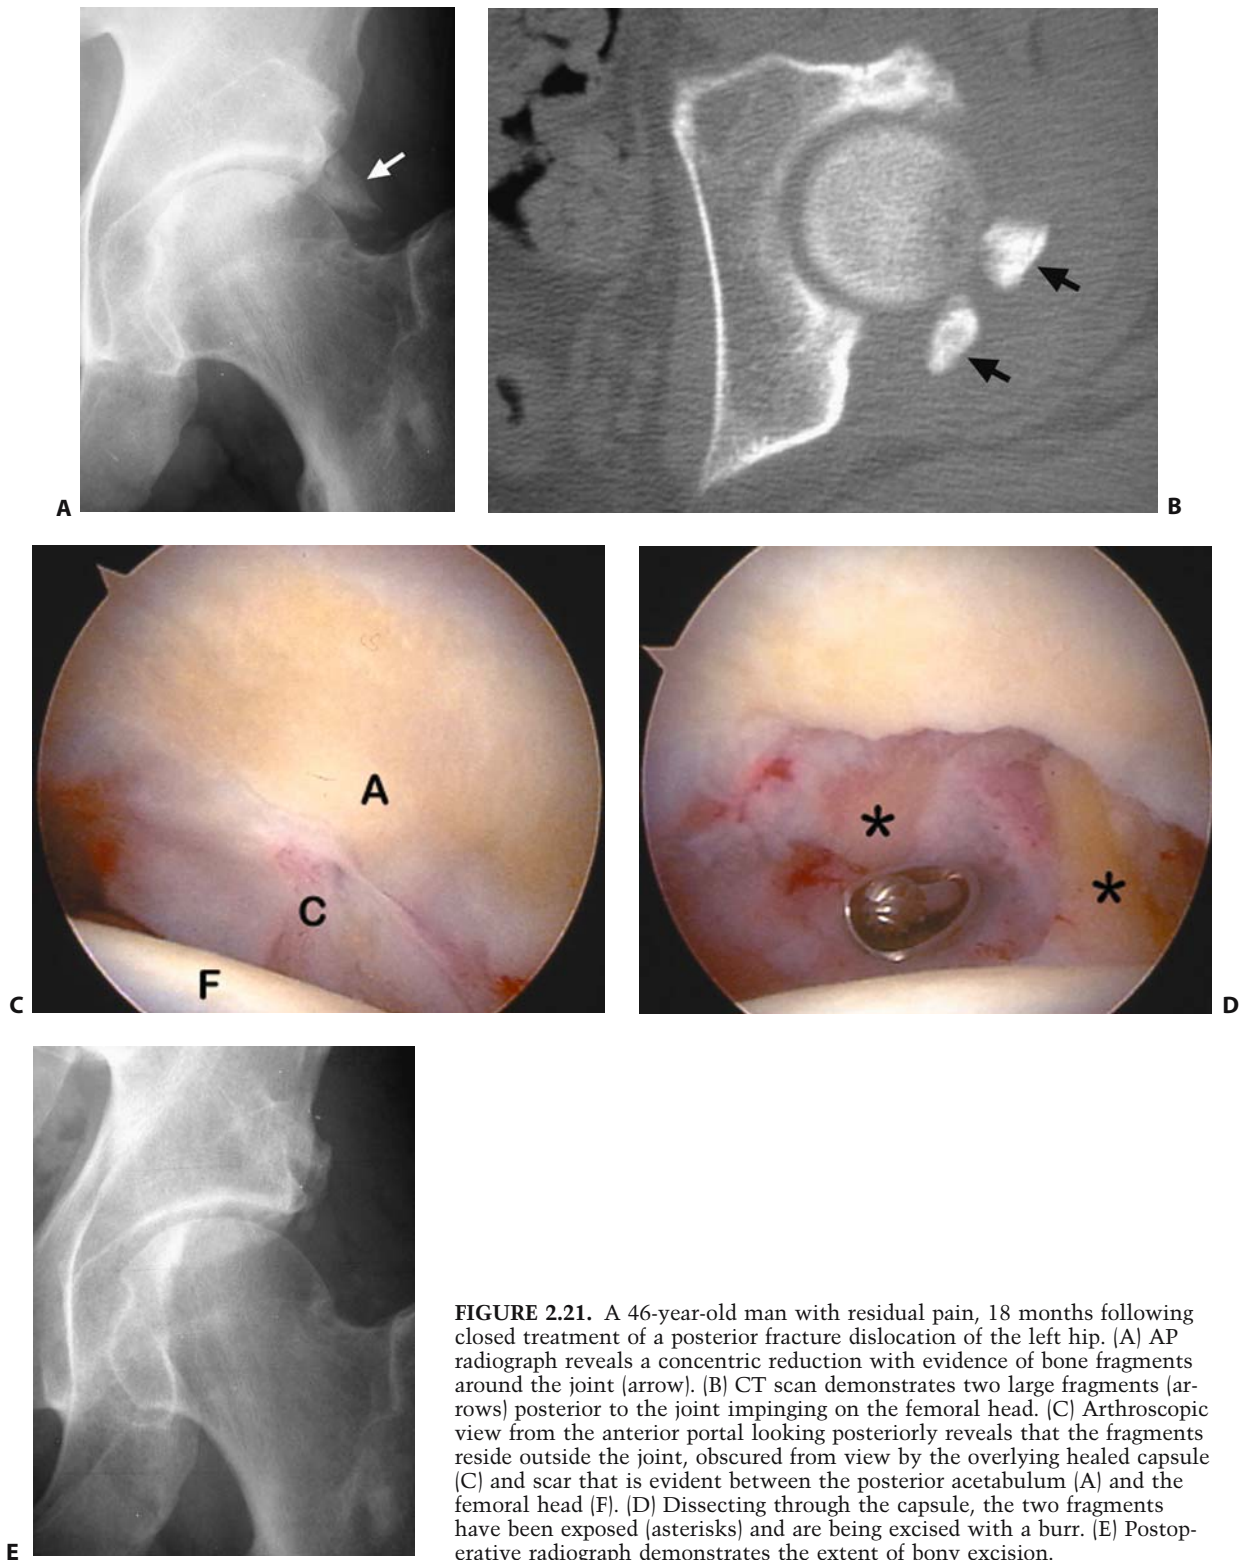 A
B
A
C
F
C
*
*
D
E
FIGURE 2.21. A 46-year-old man with residual pain, 18 months following
closed treatment of a posterior fracture dislocation of the left hip. (A) AP
radiograph reveals a concentric reduction with evidence of bone fragments
around the joint (arrow). (B) CT scan demonstrates two large fragments (ar-
rows) posterior to the joint impinging on the femoral head. (C) Arthroscopic
view from the anterior portal looking posteriorly reveals that the fragments
reside outside the joint, obscured from view by the overlying healed capsule
(C) and scar that is evident between the posterior acetabulum (A) and the
femoral head (F). (D) Dissecting through the capsule, the two fragments
have been exposed (asterisks) and are being excised with a burr. (E) Postop-
erative radiograph demonstrates the extent of bony excision.